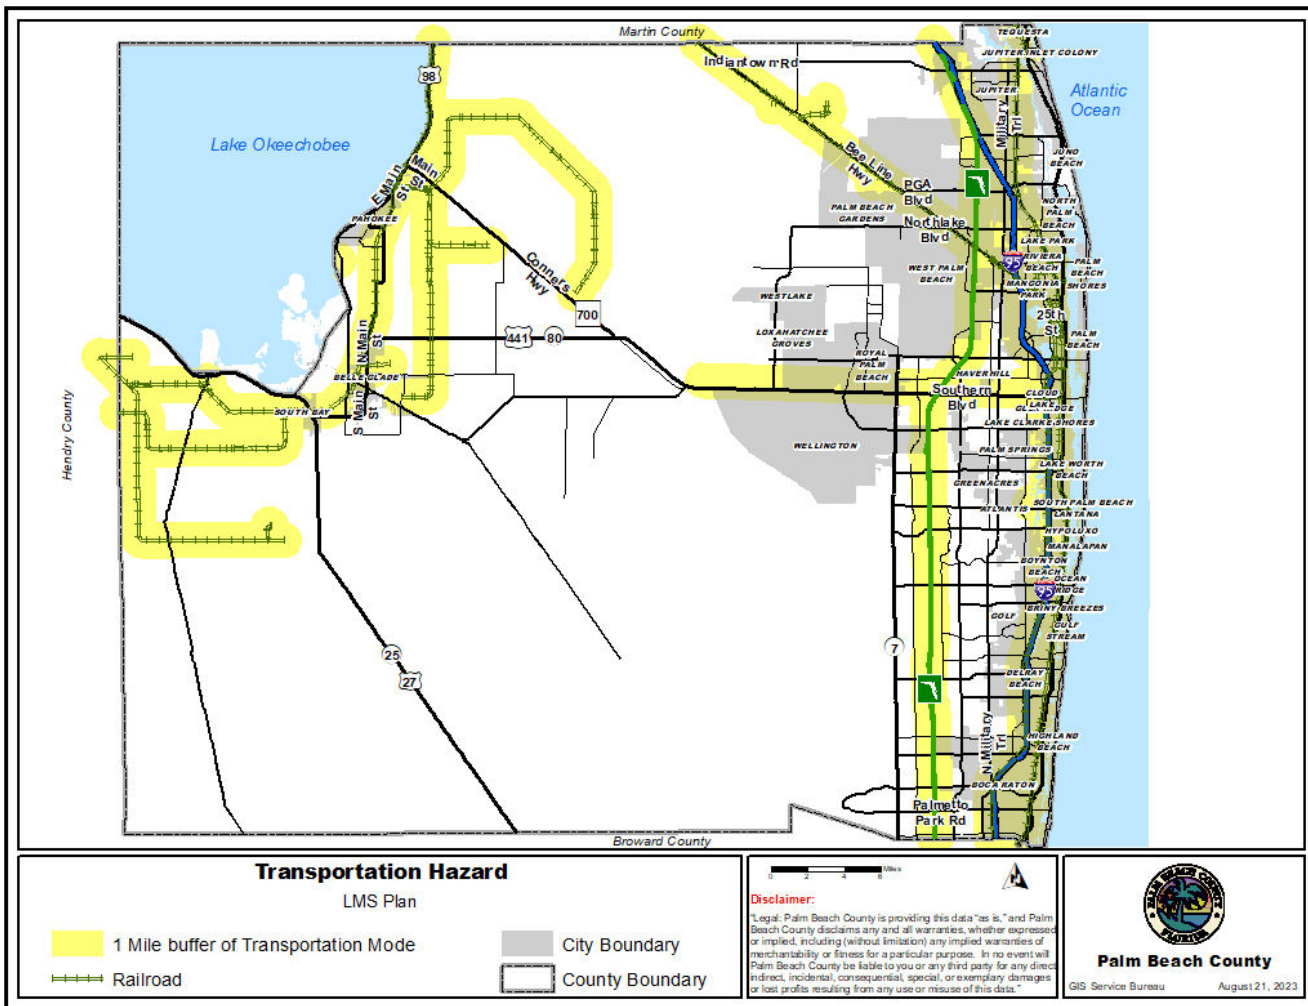 Martin County
TEQUESTA
JUPITER INLET COLONY
Indiantown Rd
98
JUPITER
Atlantic
Ocean
Military
Trl
Lake Okeechobee
Bee Line
Hwy
JUNO
BEACH
E Main
St
Main
St
PGA
Blvd
PAHOKEE
PALM BEACH
GARDENS
Northlake
Blvd
NORTH
PALM
BEACH
LAKE PARK
95
RIVIERA
BEACH
PALM
BEACH
SHORES
Conners
Hwy
WEST PALM
BEACH
MANGONIA
PARK
WESTLAKE
700
25th
St
441
80
LOXAHATCHEE
GROVES
N Main
St
PALM
BEACH
ROYAL
PALM
BEACH
HAVERHILL
BELLE GLADE
Southern
Blvd
CLOUD
LAKE
GLEN RIDGE
SOUTH BAY
S Main
St
LAKE CLARKE SHORES
Hendry County
WELLINGTON
PALM SPRINGS
LAKE WORTH
BEACH
GREENACRES
SOUTH PALM BEACH
ATLANTIS
LANTANA
HYPOLUXO
MANALAPAN
BOYNTON
BEACH
OCEAN
RIDGE
95
BRINY BREEZES
GOLF
GULF
STREAM
7
25
27
DELRAY
BEACH
N Military
Trl
HIGHLAND
BEACH
BOCA RATON
Palmetto
Park Rd
Broward County
Transportation Hazard
LMS Plan
1 Mile buffer of Transportation Mode
City Boundary
Railroad
County Boundary
0 2 4 8 Miles
N
Disclaimer:
"Legal: Palm Beach County is providing this data "as is," and Palm
Beach County disclaims any and all warranties, whether expressed
or implied, including (without limitation) any implied warranties of
merchantability or fitness for a particular purpose. In no event will
Palm Beach County be liable to you or any third party for any direct
indirect, incidental, consequential, special, or exemplary damages
or lost profits resulting from any use or misuse of this data."
PALM BEACH COUNTY
FLORIDA
Palm Beach County
GIS Service Bureau
August 21, 2023